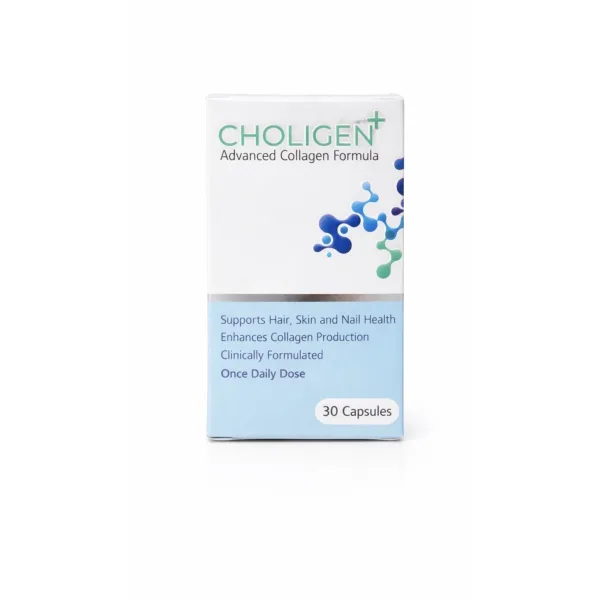 CHOLIGEN+
Advanced Collagen Formula
Supports Hair, Skin and Nail Health
Enhances Collagen Production
Clinically Formulated
Once Daily Dose
30 Capsules